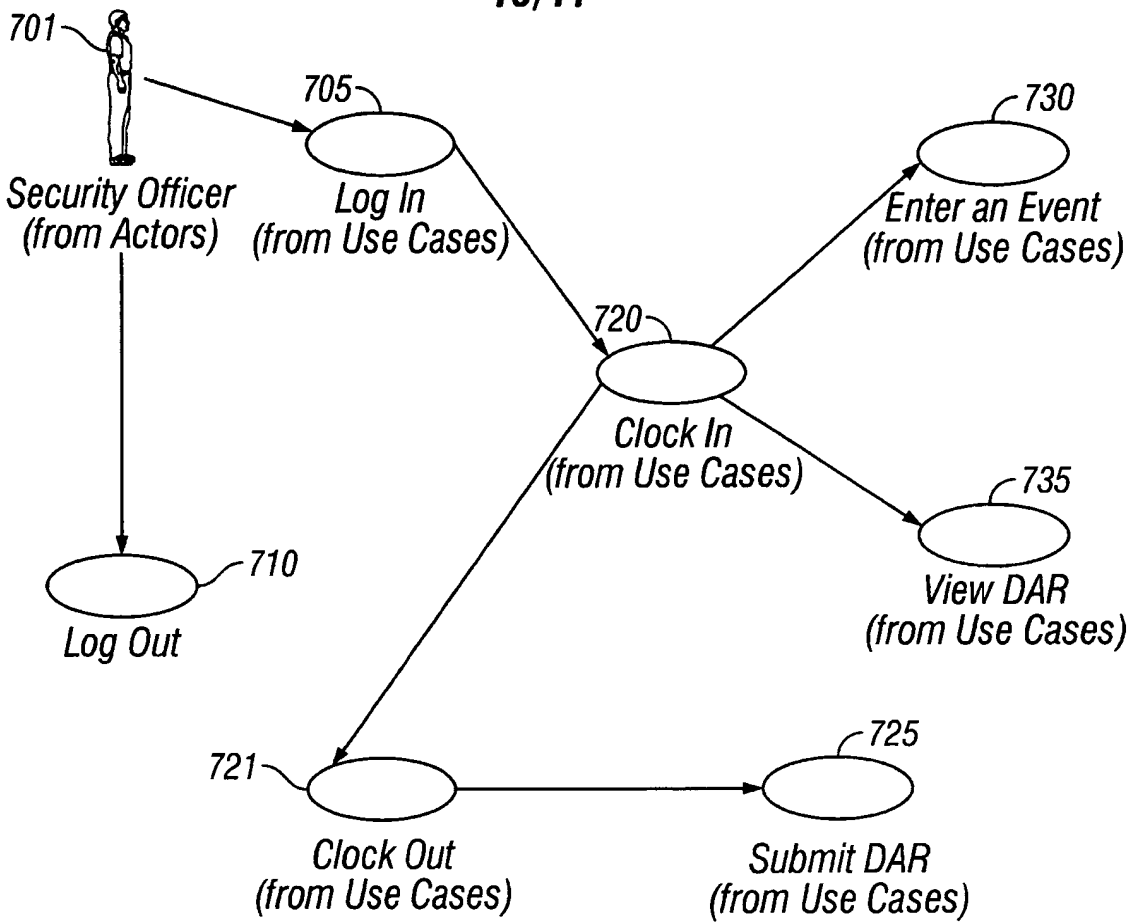 701
705
730
Security Officer
(from Actors)
Log In
(from Use Cases)
Enter an Event
(from Use Cases)
720
Clock In
(from Use Cases)
735
View DAR
(from Use Cases)
710
Log Out
721
725
Clock Out
(from Use Cases)
Submit DAR
(from Use Cases)